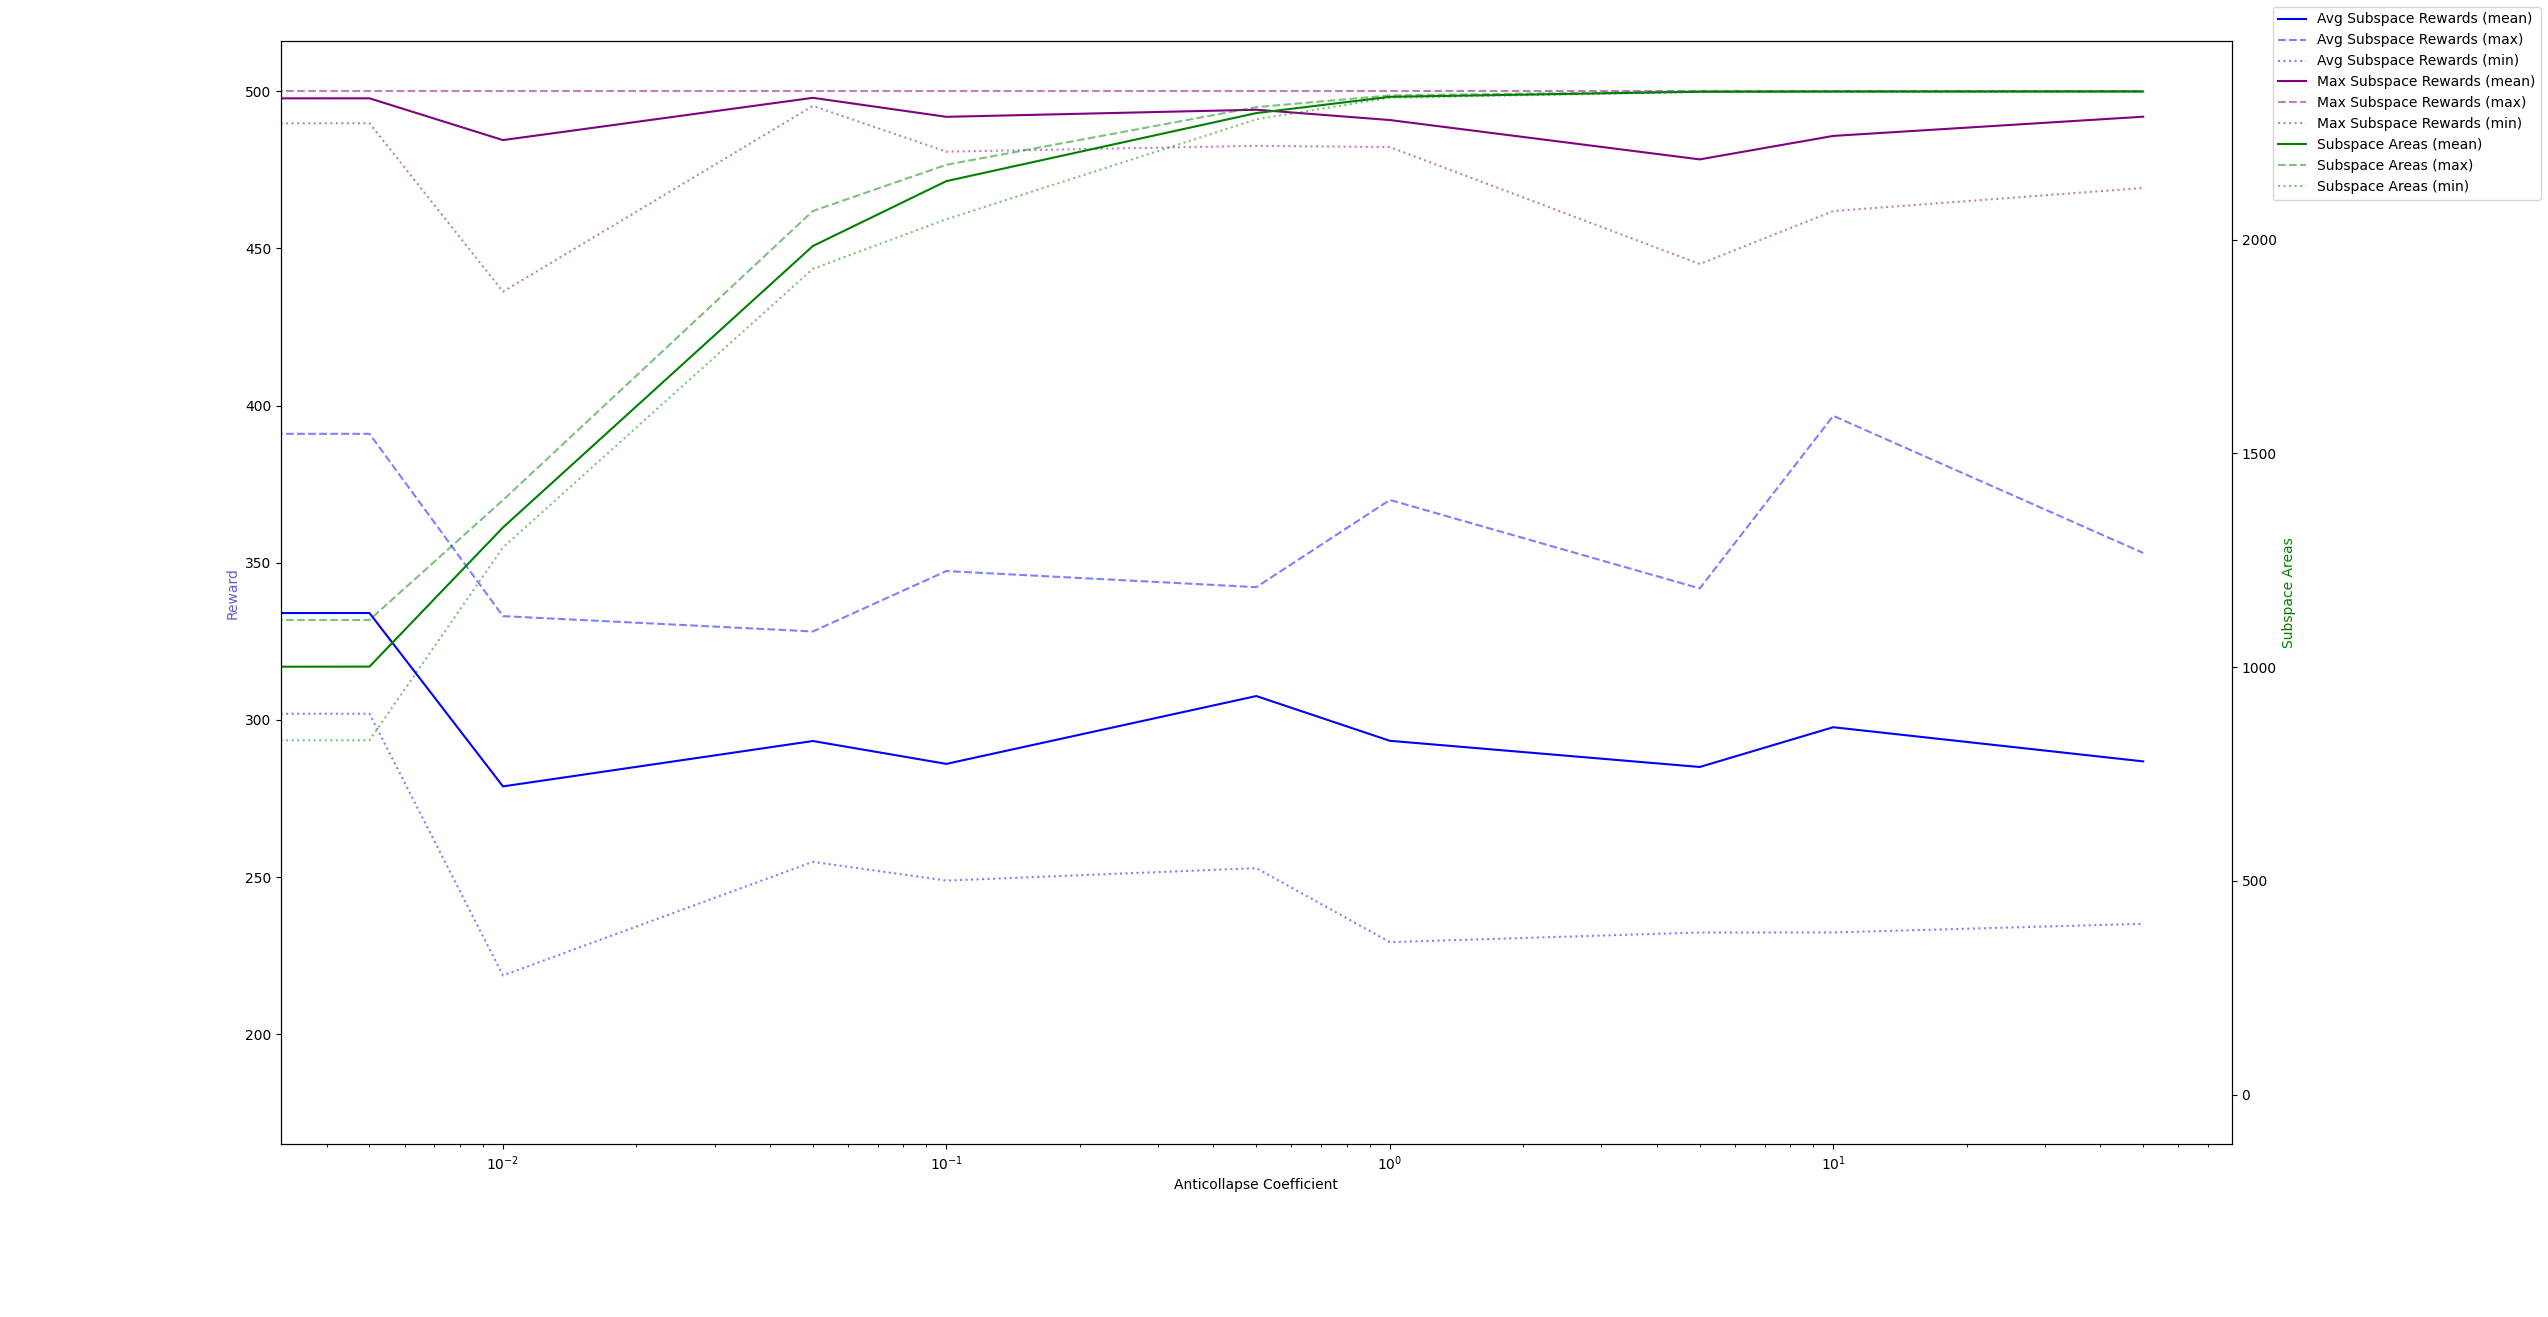 Avg Subspace Rewards (mean)
Avg Subspace Rewards (max)
Avg Subspace Rewards (min)
Max Subspace Rewards (mean)
Max Subspace Rewards (max)
Max Subspace Rewards (min)
Subspace Areas (mean)
Subspace Areas (max)
Subspace Areas (min)
500
450
400
350
300
250
200
Reward
2000
1500
1000
500
0
Subspace Areas
10⁻²
10⁻¹
10⁰
10¹
Anticollapse Coefficient